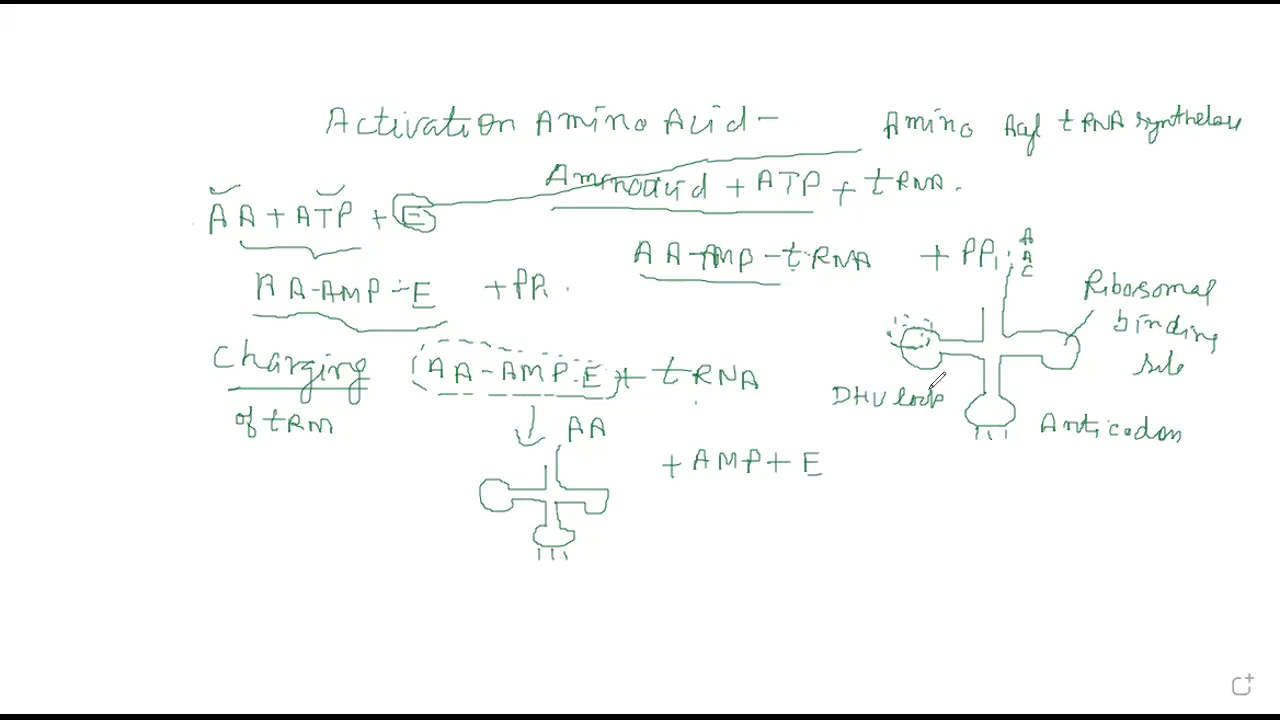 Activation Amino Acid -
Amino Acyl tRNA synthetase
Aminoacid + ATP + tRNA.
AA + ATP + E
AA-AMP-tRNA + PPi
A
A
C
AA-AMP-E + PPi
Ribosomal
binding
site
Charging
of tRNA
(AA-AMP-E) + tRNA
DHU loop
AA
Anticodon
+ AMP + E